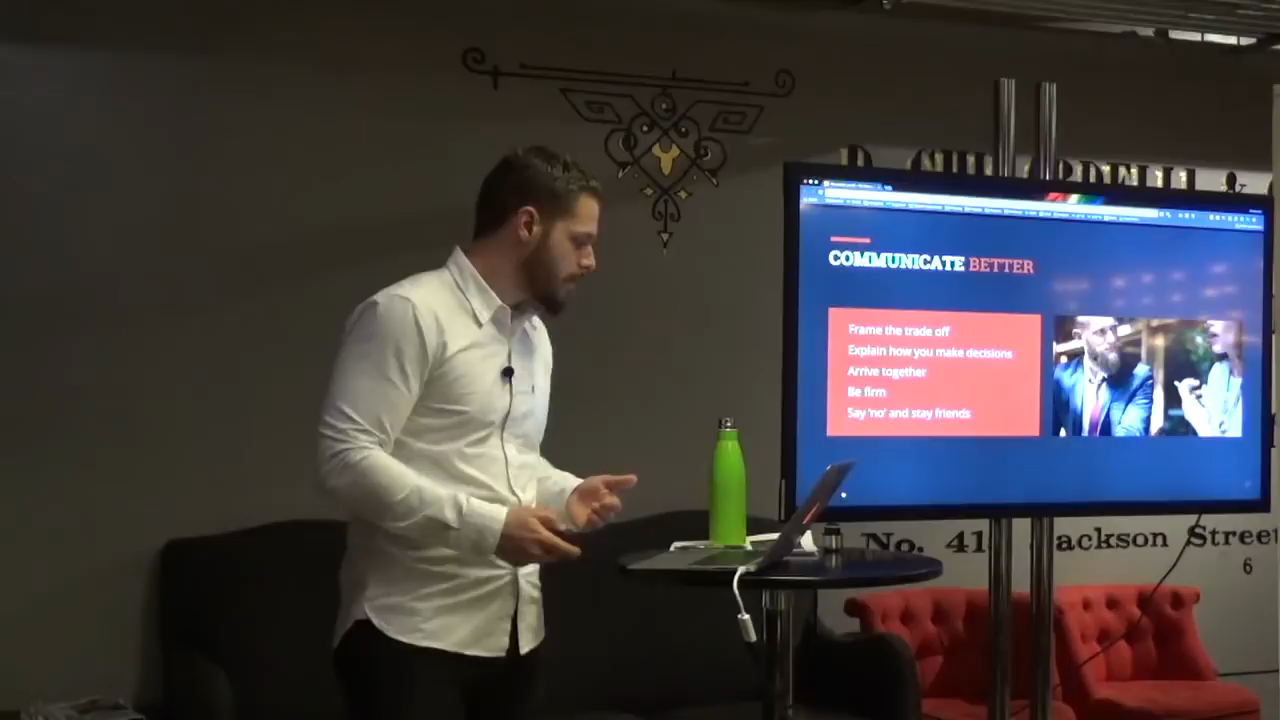 COMMUNICATE BETTER
Frame the trade off
Explain how you make decisions
Arrive together
Be firm
Say 'no' and stay friends
No. 41
ackson Street
6